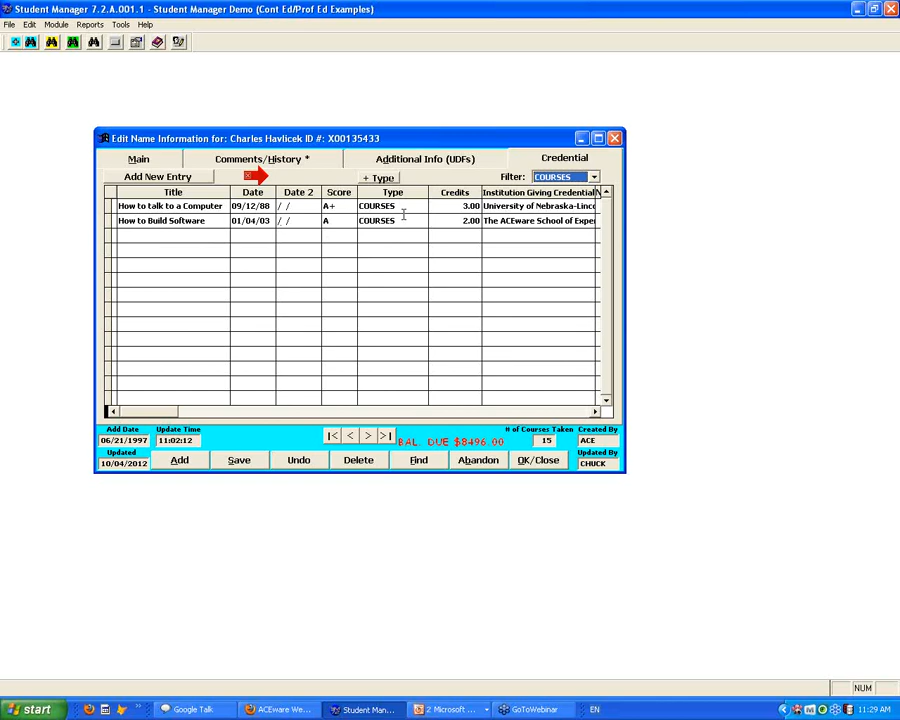 Student Manager 7.2.A.001.1 - Student Manager Demo (Cont Ed/Prof Ed Examples)
File Edit Module Reports Tools Help
Edit Name Information for: Charles Havlicek ID #: X00135433
Main Comments/History * Additional Info (UDFs) Credential
Add New Entry + Type Filter: COURSES
Title Date Date 2 Score Type Credits Institution Giving Credential
How to talk to a Computer 09/12/88 / / A+ COURSES 3.00 University of Nebraska-Linco
How to Build Software 01/04/03 / / A COURSES 2.00 The ACEware School of Exper
Add Date Update Time # of Courses Taken Created By
06/21/1997 11:02:12 |< < > >| BAL. DUE $8496.00 15 ACE
Updated Updated By
10/04/2012 Add Save Undo Delete Find Abandon OK/Close CHUCK
NUM
start Google Talk ACEware We... Student Man... 2 Microsoft ... GoToWebinar EN 11:29 AM